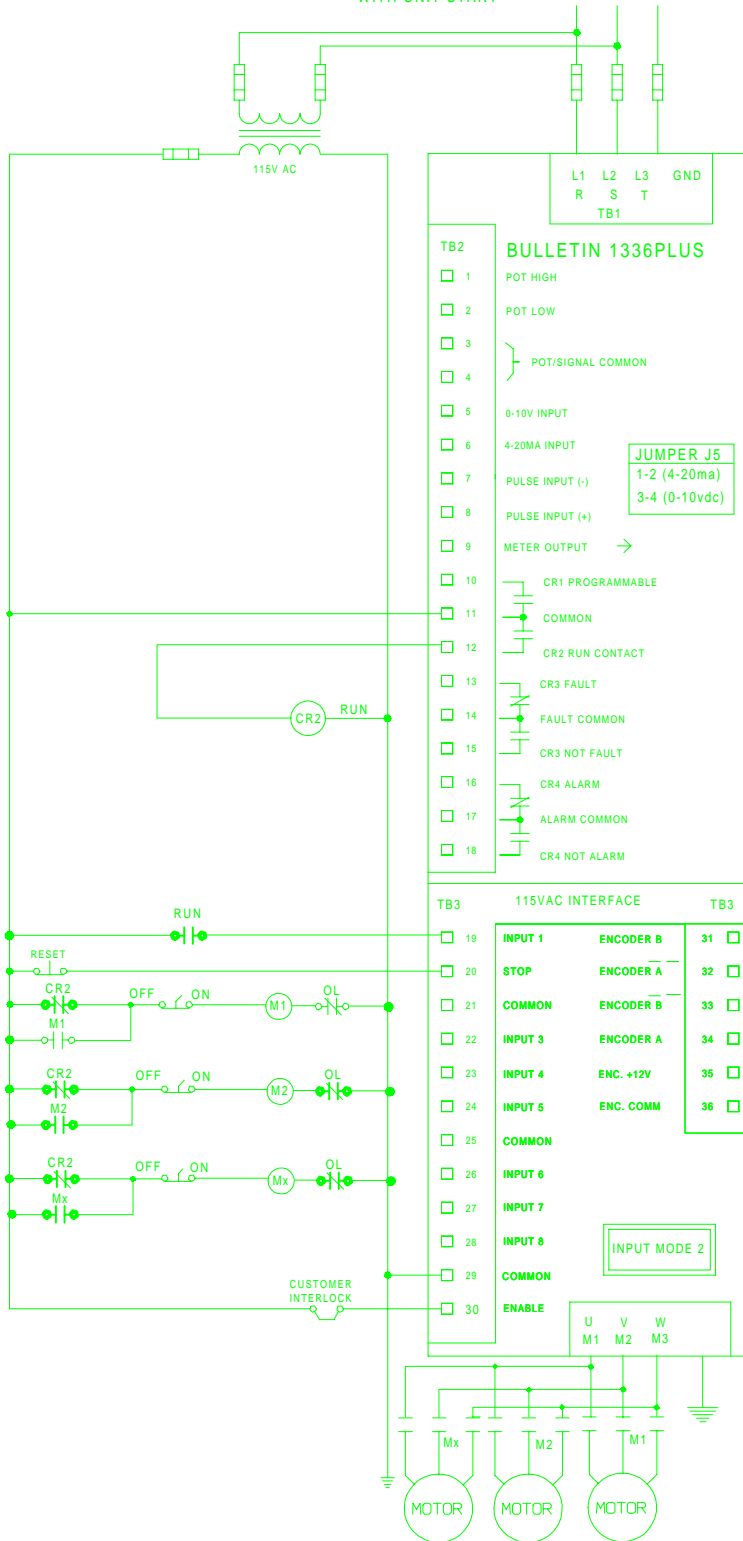 115V AC
L1 L2 L3 GND
R S T
TB1
TB2
BULLETIN 1336PLUS
1 POT HIGH
2 POT LOW
3
POT/SIGNAL COMMON
4
5 0-10V INPUT
6 4-20MA INPUT
JUMPER J5
1-2 (4-20ma)
3-4 (0-10vdc)
7 PULSE INPUT (-)
8 PULSE INPUT (+)
9 METER OUTPUT
10 CR1 PROGRAMMABLE
11 COMMON
12 CR2 RUN CONTACT
13 CR3 FAULT
CR2 RUN
14 FAULT COMMON
15 CR3 NOT FAULT
16 CR4 ALARM
17 ALARM COMMON
18 CR4 NOT ALARM
TB3 115VAC INTERFACE TB3
RUN
19 INPUT 1 ENCODER B 31
RESET
20 STOP ENCODER A 32
CR2 OFF ON M1 OL
21 COMMON ENCODER B 33
M1
22 INPUT 3 ENCODER A 34
CR2 OFF ON M2 OL
23 INPUT 4 ENC. +12V 35
M2
24 INPUT 5 ENC. COMM 36
25 COMMON
CR2 OFF ON Mx OL
26 INPUT 6
Mx
27 INPUT 7
28 INPUT 8
INPUT MODE 2
29 COMMON
CUSTOMER
INTERLOCK
30 ENABLE
U V W
M1 M2 M3
Mx M2 M1
MOTOR MOTOR MOTOR